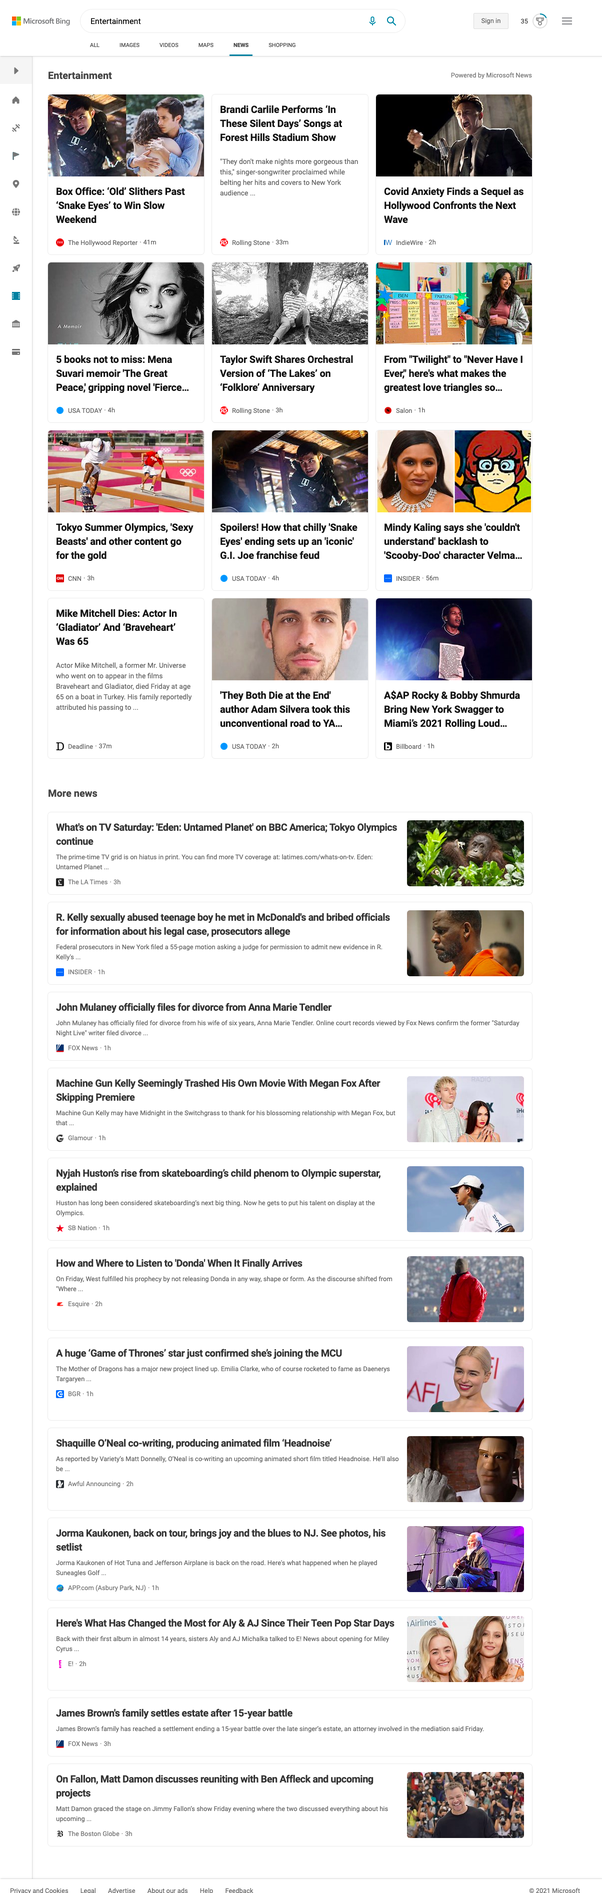 Microsoft Bing
Entertainment
Sign in
35
ALL IMAGES VIDEOS MAPS NEWS SHOPPING
Entertainment
Powered by Microsoft News
Box Office: ‘Old’ Slithers Past
‘Snake Eyes’ to Win Slow
Weekend
The Hollywood Reporter · 41m
Brandi Carlile Performs ‘In
These Silent Days’ Songs at
Forest Hills Stadium Show
"They don't make nights more gorgeous than
this," singer-songwriter proclaimed while
belting her hits and covers to New York
audience ...
Rolling Stone · 33m
Covid Anxiety Finds a Sequel as
Hollywood Confronts the Next
Wave
IndieWire · 2h
A Memoir
5 books not to miss: Mena
Suvari memoir 'The Great
Peace,' gripping novel 'Fierce...
USA TODAY · 4h
Taylor Swift Shares Orchestral
Version of ‘The Lakes’ on
‘Folklore’ Anniversary
Rolling Stone · 3h
BEN
PAXTON
From "Twilight" to "Never Have I
Ever," here's what makes the
greatest love triangles so...
Salon · 1h
Tokyo Summer Olympics, 'Sexy
Beasts' and other content go
for the gold
CNN · 3h
Spoilers! How that chilly 'Snake
Eyes' ending sets up an 'iconic'
G.I. Joe franchise feud
USA TODAY · 4h
Mindy Kaling says she 'couldn't
understand' backlash to
'Scooby-Doo' character Velma...
INSIDER · 56m
Mike Mitchell Dies: Actor In
‘Gladiator’ And ‘Braveheart’
Was 65
Actor Mike Mitchell, a former Mr. Universe
who went on to appear in the films
Braveheart and Gladiator, died Friday at age
65 on a boat in Turkey. His family reportedly
attributed his passing to ...
Deadline · 37m
'They Both Die at the End'
author Adam Silvera took this
unconventional road to YA...
USA TODAY · 2h
A$AP Rocky & Bobby Shmurda
Bring New York Swagger to
Miami’s 2021 Rolling Loud...
Billboard · 1h
More news
What's on TV Saturday: 'Eden: Untamed Planet' on BBC America; Tokyo Olympics
continue
The prime-time TV grid is on hiatus in print. You can find more TV coverage at: latimes.com/whats-on-tv. Eden:
Untamed Planet ...
The LA Times · 3h
R. Kelly sexually abused teenage boy he met in McDonald's and bribed officials
for information about his legal case, prosecutors allege
Federal prosecutors in New York filed a 55-page motion asking a judge for permission to admit new evidence in R.
Kelly's ...
INSIDER · 1h
John Mulaney officially files for divorce from Anna Marie Tendler
John Mulaney has officially filed for divorce from his wife of six years, Anna Marie Tendler. Online court records viewed by Fox News confirm the former "Saturday
Night Live" writer filed divorce ...
FOX News · 1h
Machine Gun Kelly Seemingly Trashed His Own Movie With Megan Fox After
Skipping Premiere
Machine Gun Kelly may have Midnight in the Switchgrass to thank for his blossoming relationship with Megan Fox, but
that ...
Glamour · 1h
Nyjah Huston’s rise from skateboarding’s child phenom to Olympic superstar,
explained
Huston has long been considered skateboarding’s next big thing. Now he gets to put his talent on display at the
Olympics.
SB Nation · 1h
How and Where to Listen to 'Donda' When It Finally Arrives
On Friday, West fulfilled his prophecy by not releasing Donda in any way, shape or form. As the discourse shifted from
"Where ...
Esquire · 2h
A huge ‘Game of Thrones’ star just confirmed she’s joining the MCU
The Mother of Dragons has a major new project lined up. Emilia Clarke, who of course rocketed to fame as Daenerys
Targaryen ...
BGR · 1h
AFI
Shaquille O’Neal co-writing, producing animated film ‘Headnoise’
As reported by Variety's Matt Donnelly, O'Neal is co-writing an upcoming animated short film titled Headnoise. He'll also
be ...
Awful Announcing · 2h
Jorma Kaukonen, back on tour, brings joy and the blues to NJ. See photos, his
setlist
Jorma Kaukonen of Hot Tuna and Jefferson Airplane is back on the road. Here's what happened when he played
Suneagles Golf ...
APP.com (Asbury Park, NJ) · 1h
Here's What Has Changed the Most for Aly & AJ Since Their Teen Pop Star Days
Back with their first album in almost 14 years, sisters Aly and AJ Michalka talked to E! News about opening for Miley
Cyrus ...
E! · 2h
Airlines
James Brown's family settles estate after 15-year battle
James Brown's family has reached a settlement ending a 15-year battle over the late singer's estate, an attorney involved in the mediation said Friday.
FOX News · 3h
On Fallon, Matt Damon discusses reuniting with Ben Affleck and upcoming
projects
Matt Damon graced the stage on Jimmy Fallon's show Friday evening where the two discussed everything about his
upcoming ...
The Boston Globe · 3h
Privacy and Cookies Legal Advertise About our ads Help Feedback © 2021 Microsoft